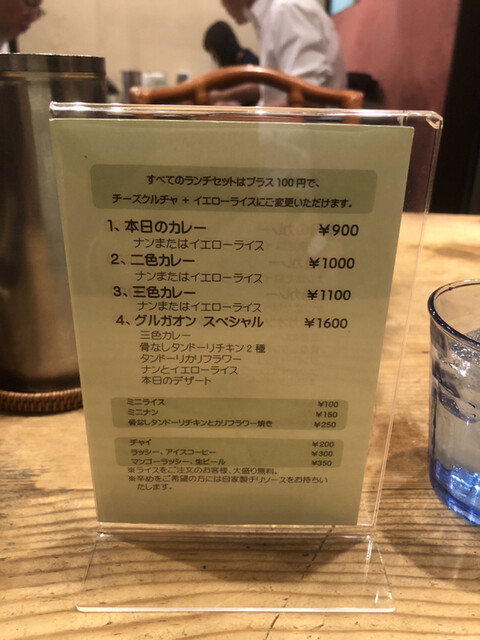 すべてのランチセットはプラス100円で、
チーズクルチャ + イエローライスにご変更いただけます。
1、本日のカレー ￥900
ナンまたはイエローライス
2、二色カレー ￥1000
ナンまたはイエローライス
3、三色カレー ￥1100
ナンまたはイエローライス
4、グルガオン スペシャル ￥1600
三色カレー
骨なしタンドーリチキン2種
タンドーリカリフラワー
ナンとイエローライス
本日のデザート
ミニライス ￥100
ミニナン ￥150
骨なしタンドーリチキンとカリフラワー焼き ￥250
チャイ ￥200
ラッシー、アイスコーヒー ￥300
マンゴーラッシー、生ビール ￥350
※ライスをご注文のお客様、大盛り無料。
※辛めをご希望の方には自家製チリソースをお持ちい
たします。